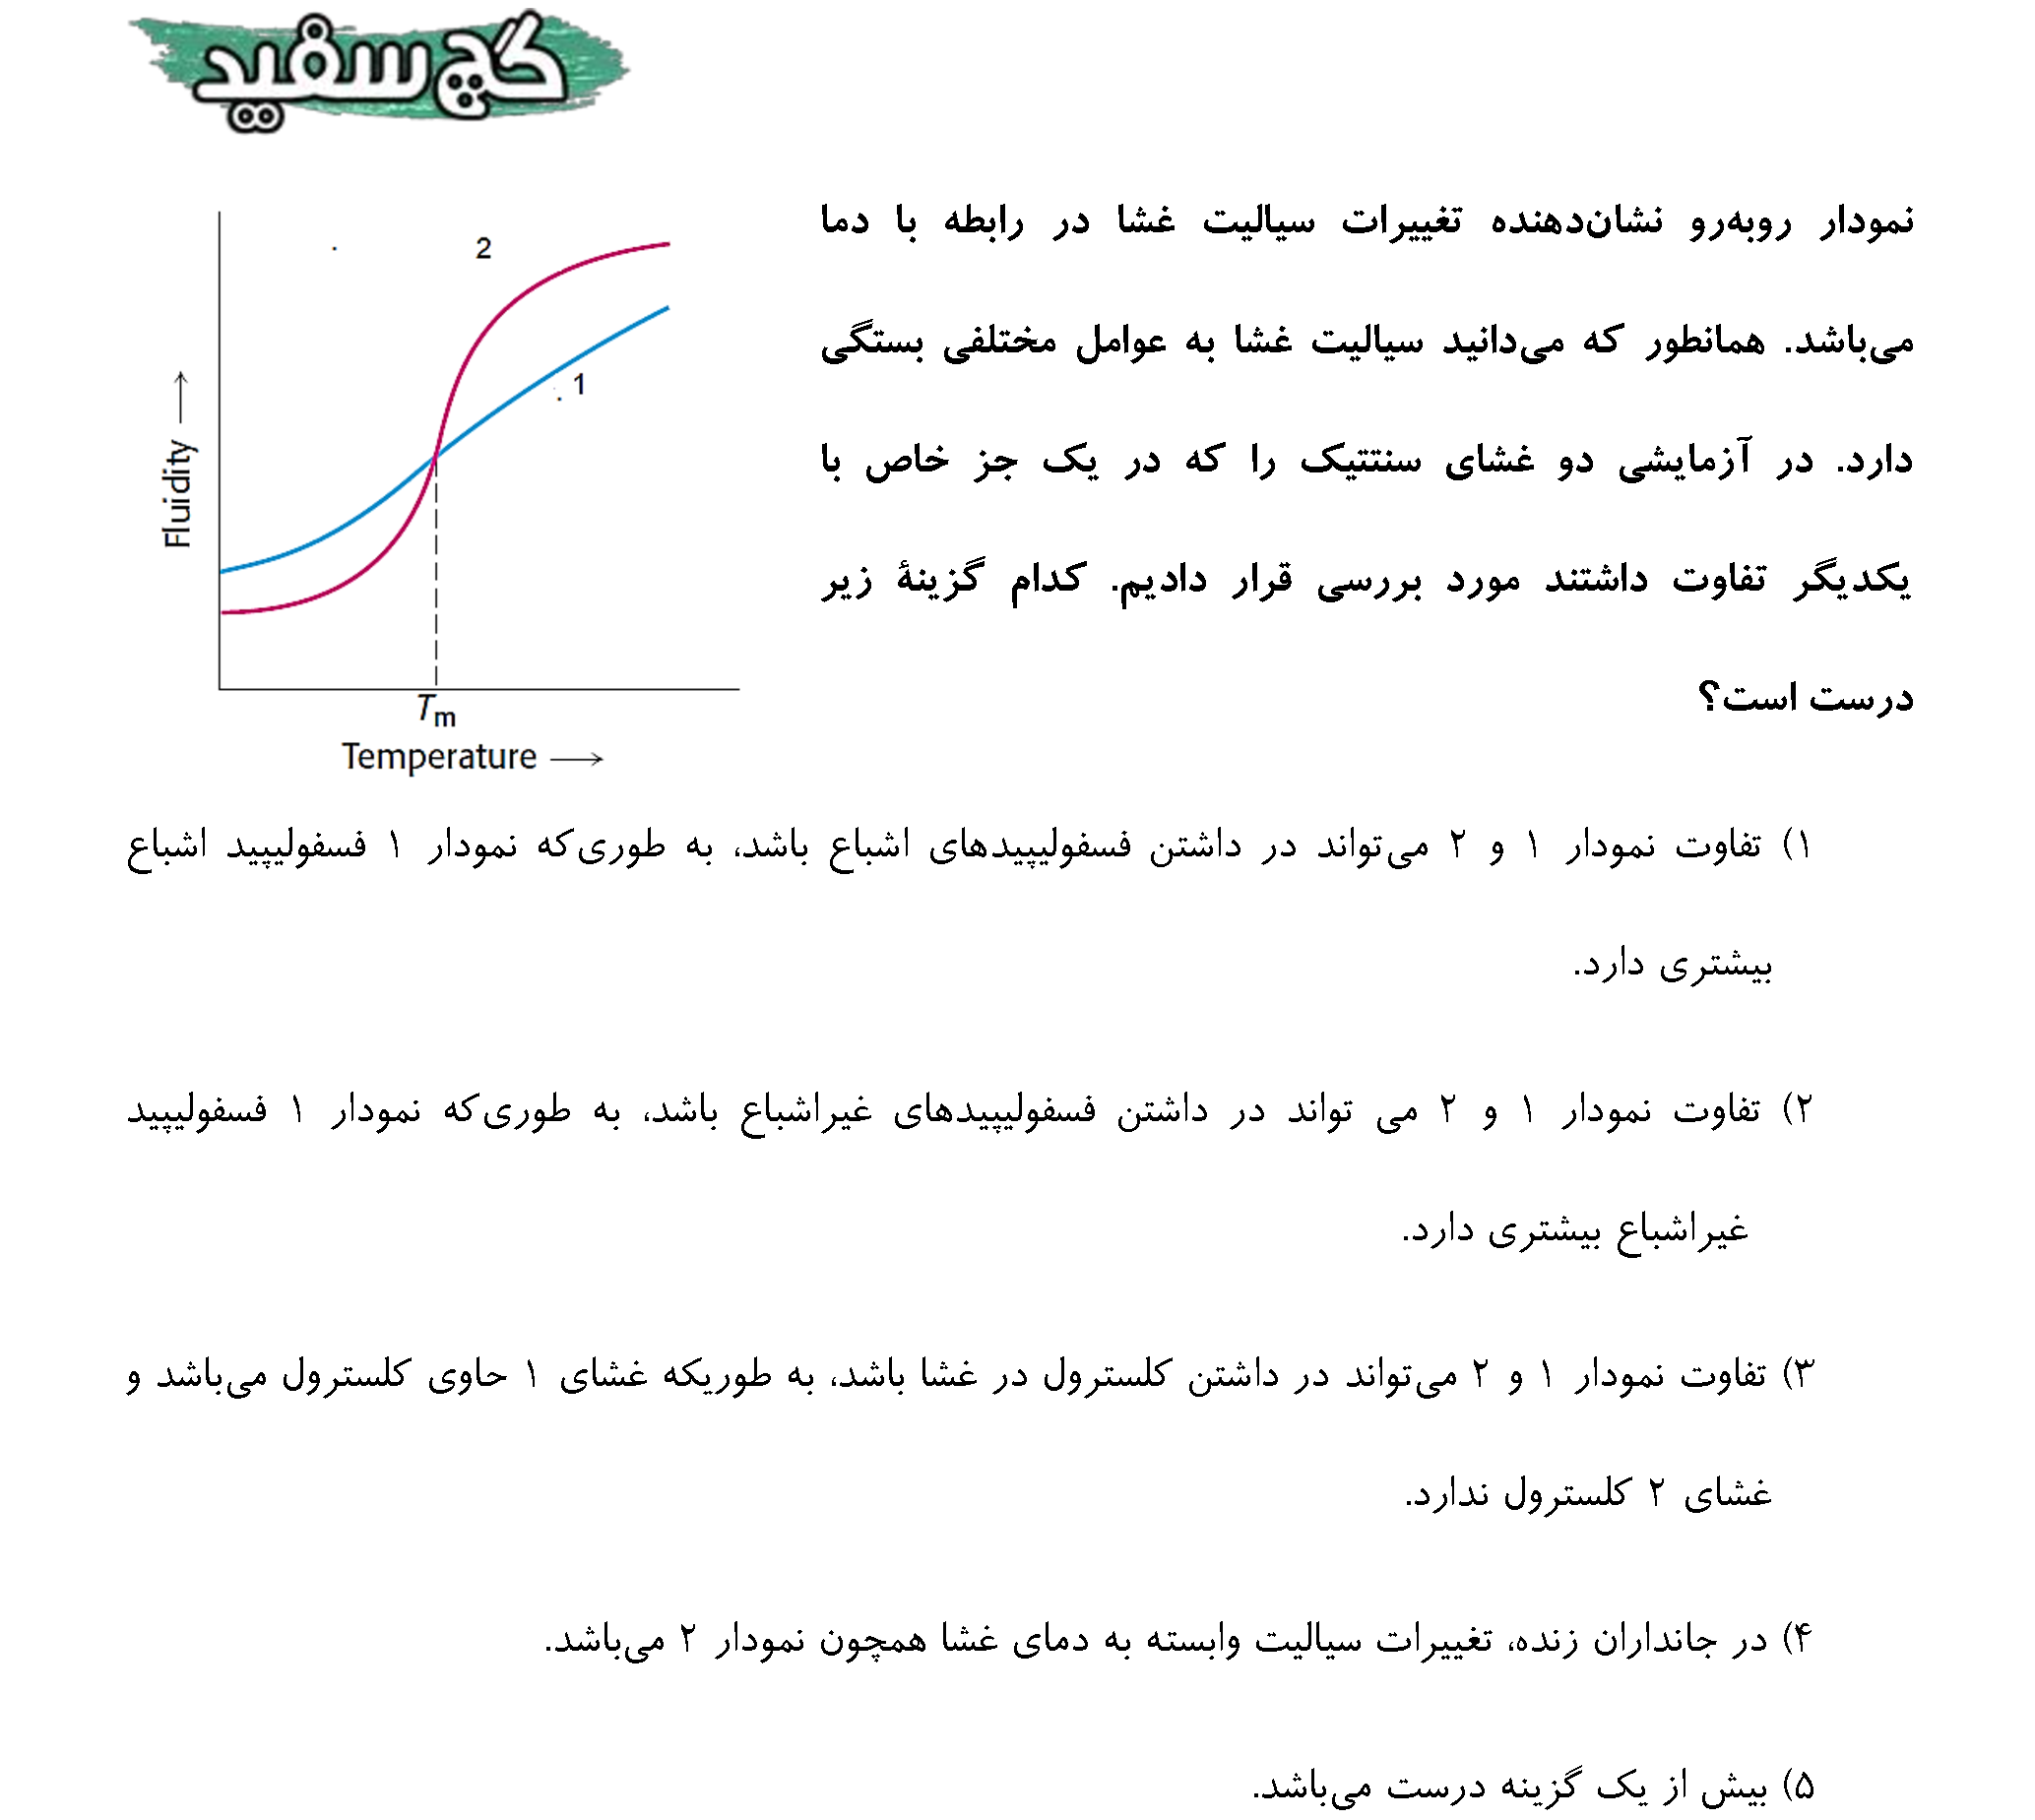 گچ سفید
نمودار روبه‌رو نشان‌دهنده تغییرات سیالیت غشا در رابطه با دما
می‌باشد. همانطور که می‌دانید سیالیت غشا به عوامل مختلفی بستگی
دارد. در آزمایشی دو غشای سنتتیک را که در یک جز خاص با
یکدیگر تفاوت داشتند مورد بررسی قرار دادیم. کدام گزینهٔ زیر
درست است؟
2
1
Fluidity
Tm
Temperature
۱) تفاوت نمودار ۱ و ۲ می‌تواند در داشتن فسفولیپیدهای اشباع باشد، به طوری‌که نمودار ۱ فسفولیپید اشباع
بیشتری دارد.
۲) تفاوت نمودار ۱ و ۲ می تواند در داشتن فسفولیپیدهای غیراشباع باشد، به طوری‌که نمودار ۱ فسفولیپید
غیراشباع بیشتری دارد.
۳) تفاوت نمودار ۱ و ۲ می‌تواند در داشتن کلسترول در غشا باشد، به طوریکه غشای ۱ حاوی کلسترول می‌باشد و
غشای ۲ کلسترول ندارد.
۴) در جانداران زنده، تغییرات سیالیت وابسته به دمای غشا همچون نمودار ۲ می‌باشد.
۵) بیش از یک گزینه درست می‌باشد.